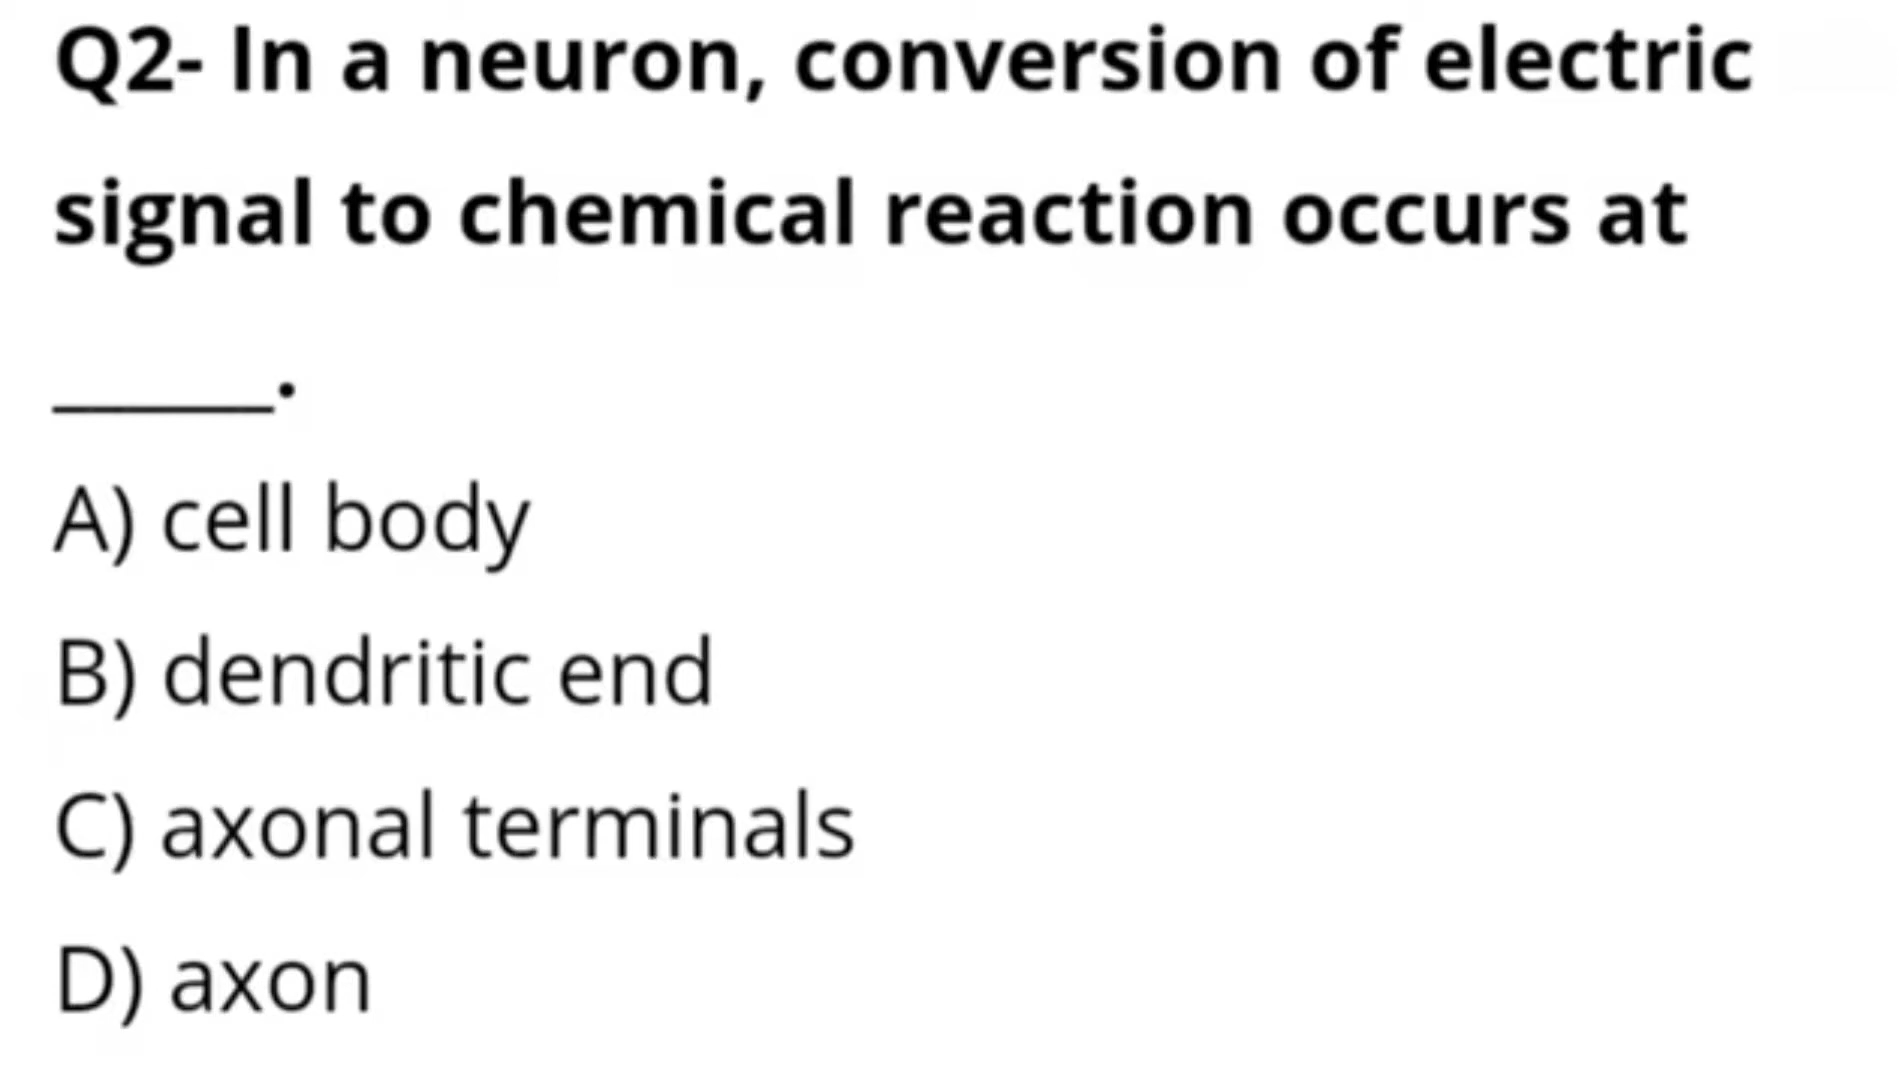 Q2- In a neuron, conversion of electric
signal to chemical reaction occurs at
______.
A) cell body
B) dendritic end
C) axonal terminals
D) axon